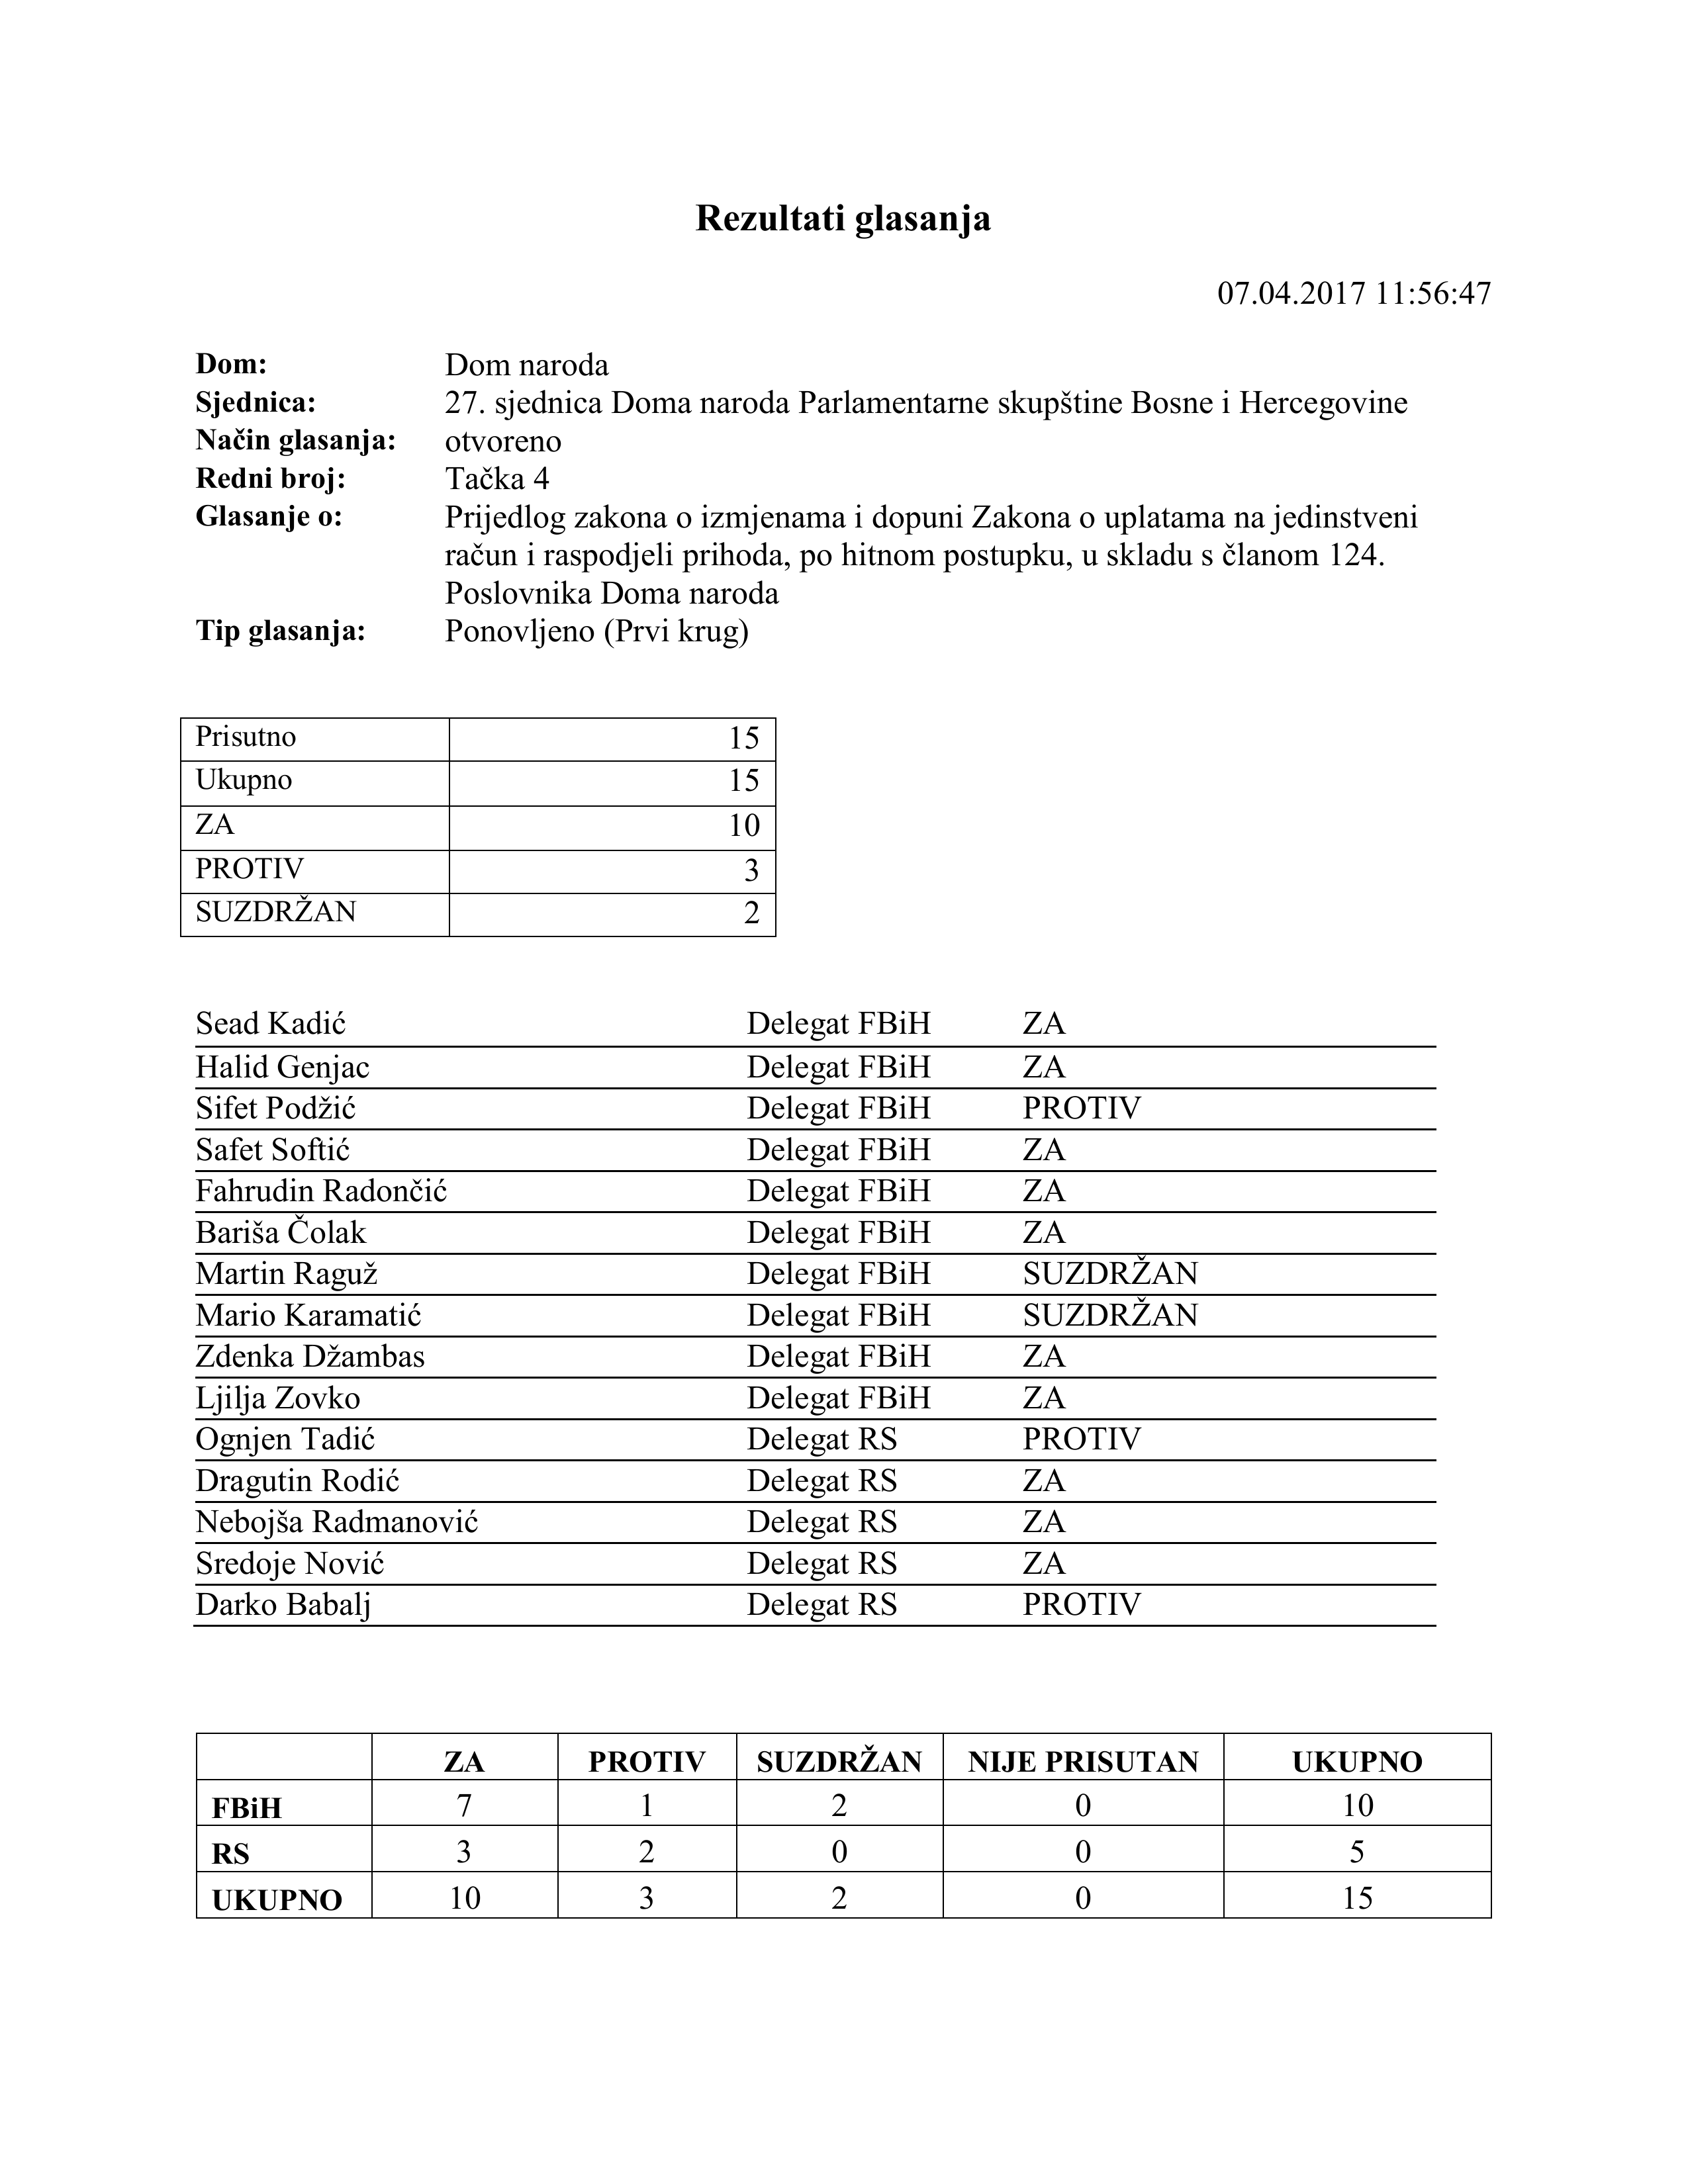 Rezultati glasanja
07.04.2017 11:56:47
Dom: Dom naroda
Sjednica: 27. sjednica Doma naroda Parlamentarne skupštine Bosne i Hercegovine
Način glasanja: otvoreno
Redni broj: Tačka 4
Glasanje o: Prijedlog zakona o izmjenama i dopuni Zakona o uplatama na jedinstveni
račun i raspodjeli prihoda, po hitnom postupku, u skladu s članom 124.
Poslovnika Doma naroda
Tip glasanja: Ponovljeno (Prvi krug)
Prisutno 15
Ukupno 15
ZA 10
PROTIV 3
SUZDRŽAN 2
Sead Kadić Delegat FBiH ZA
Halid Genjac Delegat FBiH ZA
Sifet Podžić Delegat FBiH PROTIV
Safet Softić Delegat FBiH ZA
Fahrudin Radončić Delegat FBiH ZA
Bariša Čolak Delegat FBiH ZA
Martin Raguž Delegat FBiH SUZDRŽAN
Mario Karamatić Delegat FBiH SUZDRŽAN
Zdenka Džambas Delegat FBiH ZA
Ljilja Zovko Delegat FBiH ZA
Ognjen Tadić Delegat RS PROTIV
Dragutin Rodić Delegat RS ZA
Nebojša Radmanović Delegat RS ZA
Sredoje Nović Delegat RS ZA
Darko Babalj Delegat RS PROTIV
ZA PROTIV SUZDRŽAN NIJE PRISUTAN UKUPNO
FBiH 7 1 2 0 10
RS 3 2 0 0 5
UKUPNO 10 3 2 0 15